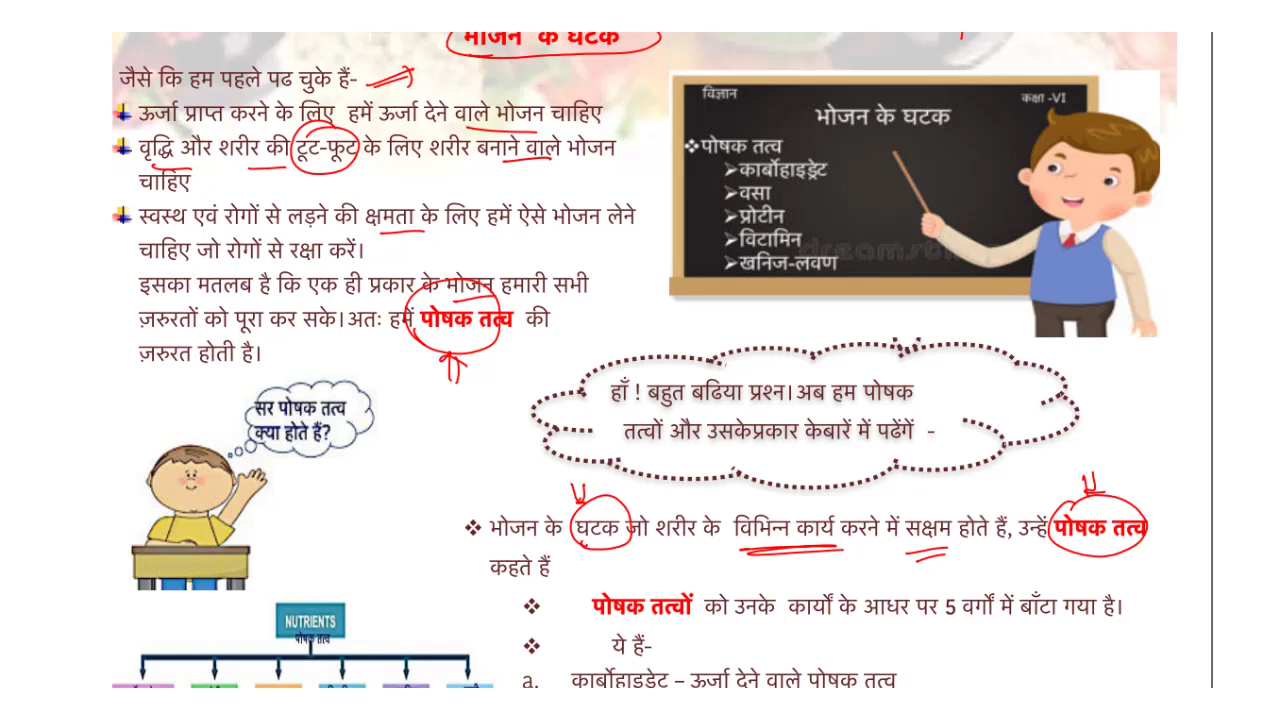 भोजन के घटक
जैसे कि हम पहले पढ चुके हैं-
ऊर्जा प्राप्त करने के लिए हमें ऊर्जा देने वाले भोजन चाहिए
वृद्धि और शरीर की टूट-फूट के लिए शरीर बनाने वाले भोजन
चाहिए
स्वस्थ एवं रोगों से लड़ने की क्षमता के लिए हमें ऐसे भोजन लेने
चाहिए जो रोगों से रक्षा करें।
इसका मतलब है कि एक ही प्रकार के भोजन हमारी सभी
ज़रुरतों को पूरा कर सके।अतः हमें पोषक तत्व की
ज़रुरत होती है।
विज्ञान
कक्षा -VI
भोजन के घटक
❖पोषक तत्व
➢कार्बोहाइड्रेट
➢वसा
➢प्रोटीन
➢विटामिन
➢खनिज-लवण
dreamsti
सर पोषक तत्व
क्या होते हैं?
हाँ ! बहुत बढिया प्रश्न।अब हम पोषक
तत्वों और उसकेप्रकार केबारें में पढेंगें -
❖ भोजन के घटक जो शरीर के विभिन्न कार्य करने में सक्षम होते हैं, उन्हें पोषक तत्व
कहते हैं
❖ पोषक तत्वों को उनके कार्यों के आधर पर 5 वर्गों में बाँटा गया है।
❖ ये हैं-
a. कार्बोहाइडेट – ऊर्जा देने वाले पोषक तत्व
NUTRIENTS
पोषक तत्व